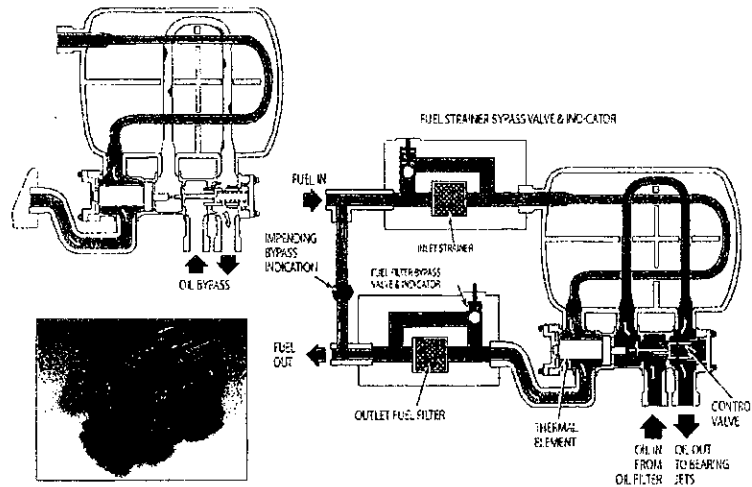 FUEL STRAINER BYPASS VALVE & INDICATOR
FUEL IN
INLET STRAINER
IMPENDING
BYPASS
INDICATION
OIL BYPASS
FUEL FILTER BYPASS
VALVE & INDICATOR
FUEL
OUT
OUTLET FUEL FILTER
THERMAL
ELEMENT
CONTRO
VALVE
OIL IN
FROM
OIL FILTER
OIL OUT
TO BEARING
JETS